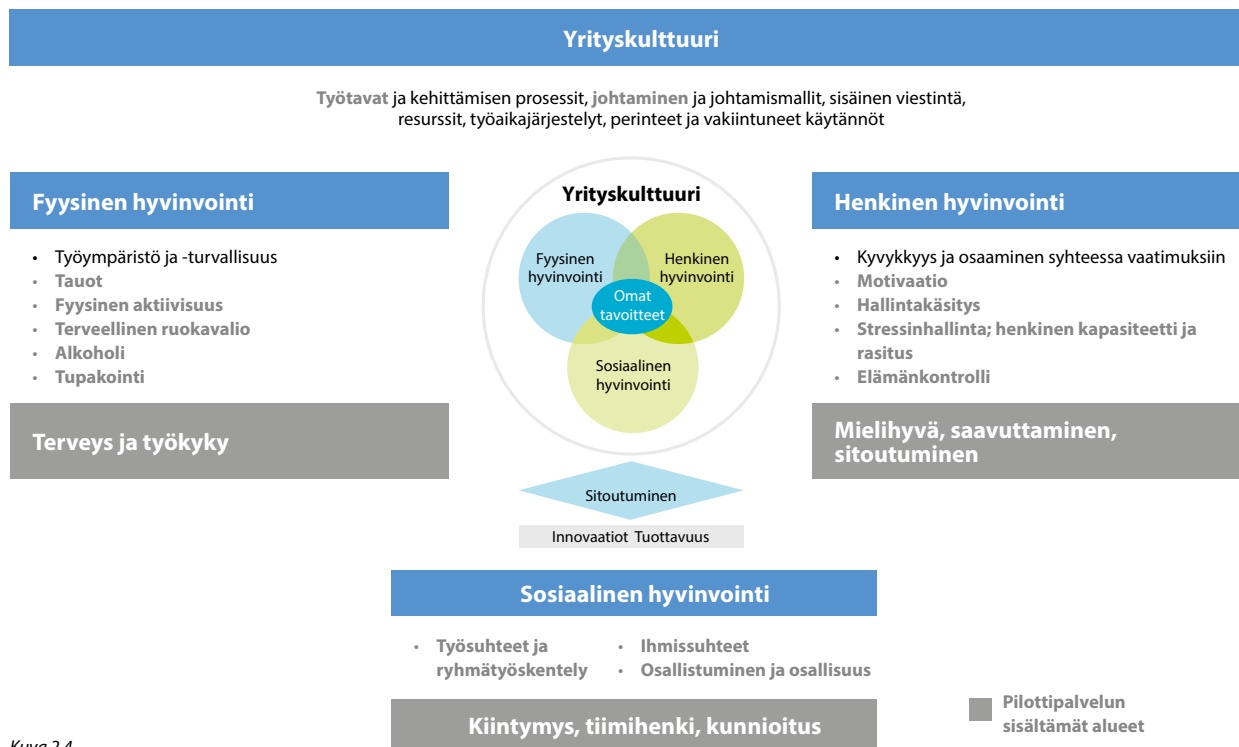 Yrityskulttuuri
Työtavat ja kehittämisen prosessit, johtaminen ja johtamismallit, sisäinen viestintä,
resurssit, työaikajärjestelyt, perinteet ja vakiintuneet käytännöt
Fyysinen hyvinvointi
• Työympäristö ja -turvallisuus
• Tauot
• Fyysinen aktiivisuus
• Terveellinen ruokavalio
• Alkoholi
• Tupakointi
Terveys ja työkyky
Yrityskulttuuri
Fyysinen
hyvinvointi
Henkinen
hyvinvointi
Omat
tavoitteet
Sosiaalinen
hyvinvointi
Sitoutuminen
Innovaatiot Tuottavuus
Henkinen hyvinvointi
• Kyvykkyys ja osaaminen syhteessa vaatimuksiin
• Motivaatio
• Hallintakäsitys
• Stressinhallinta; henkinen kapasiteetti ja
rasitus
• Elämänkontrolli
Mielihyvä, saavuttaminen,
sitoutuminen
Sosiaalinen hyvinvointi
• Työsuhteet ja
ryhmätyöskentely
• Ihmissuhteet
• Osallistuminen ja osallisuus
Kiintymys, tiimihenki, kunnioitus
Pilottipalvelun
sisältämät alueet
Kuva 2.4